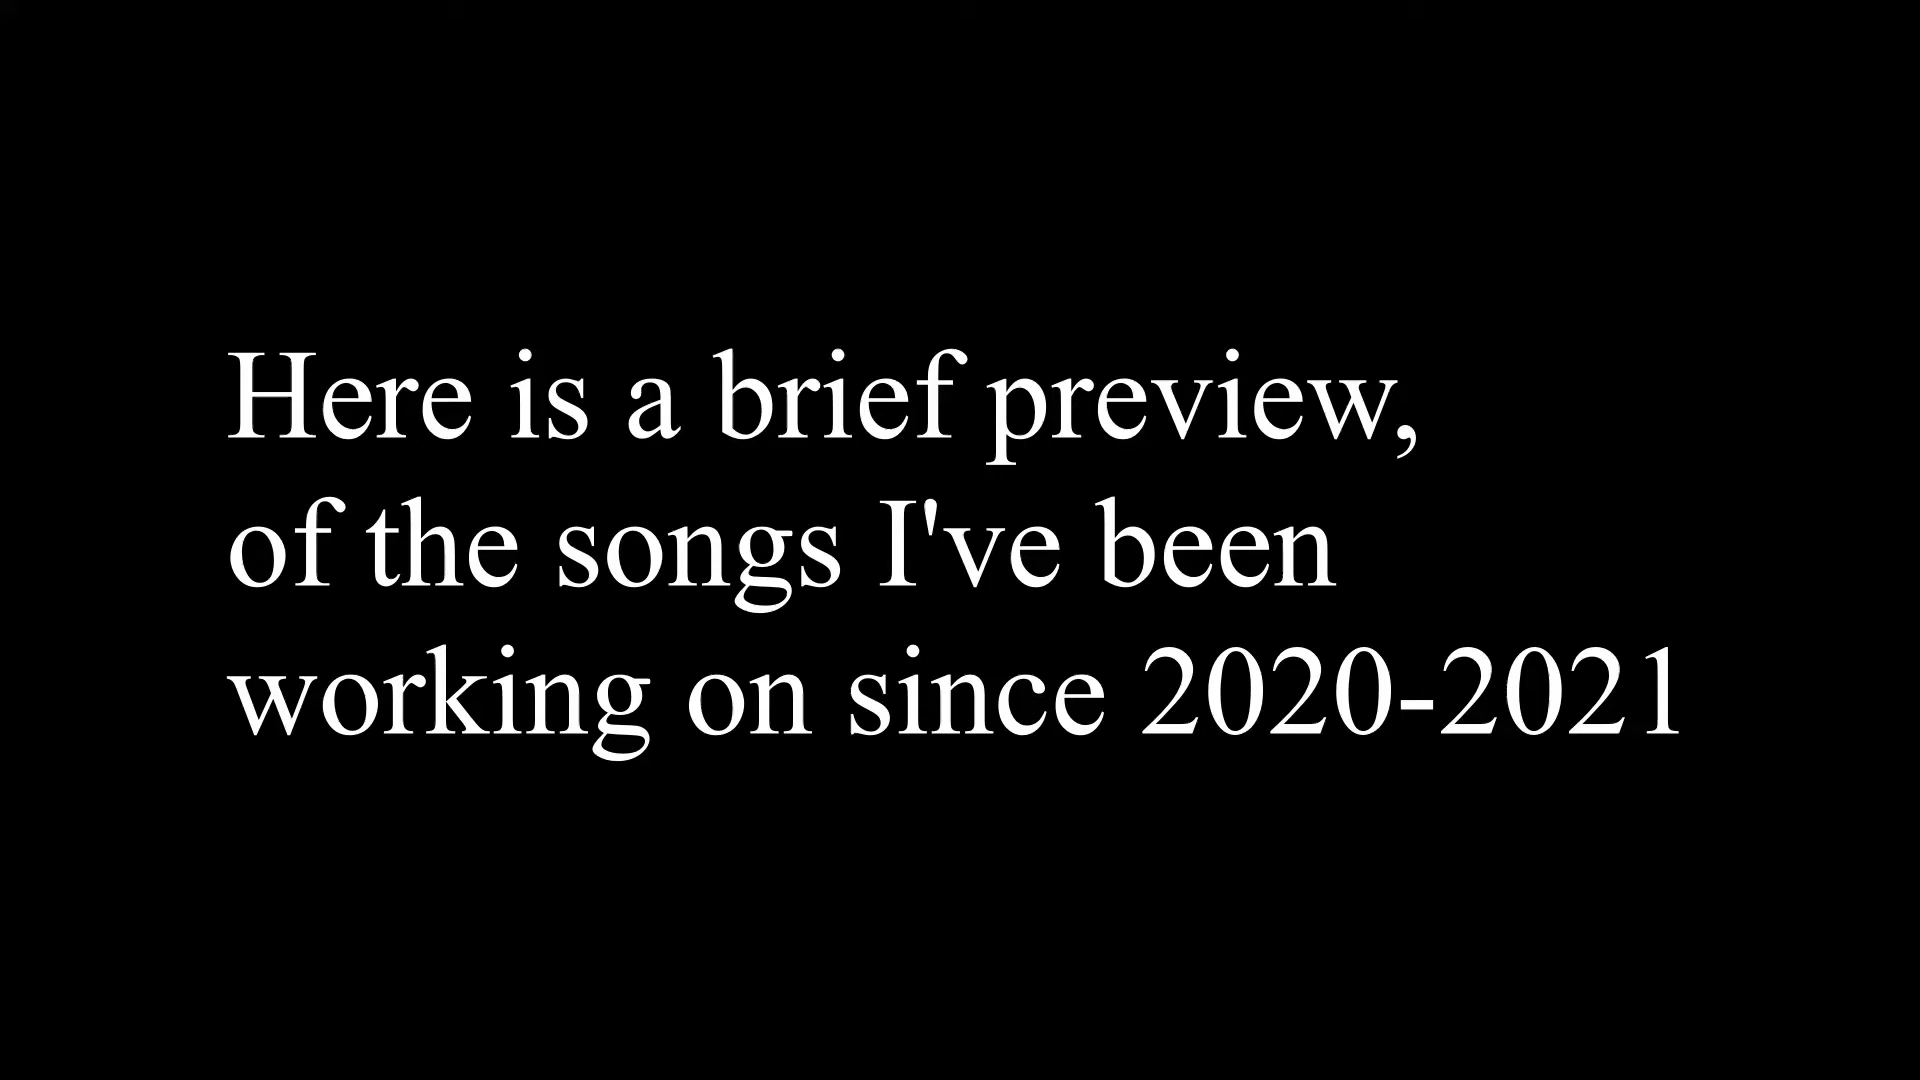 Here is a brief preview,
of the songs I've been
working on since 2020-2021